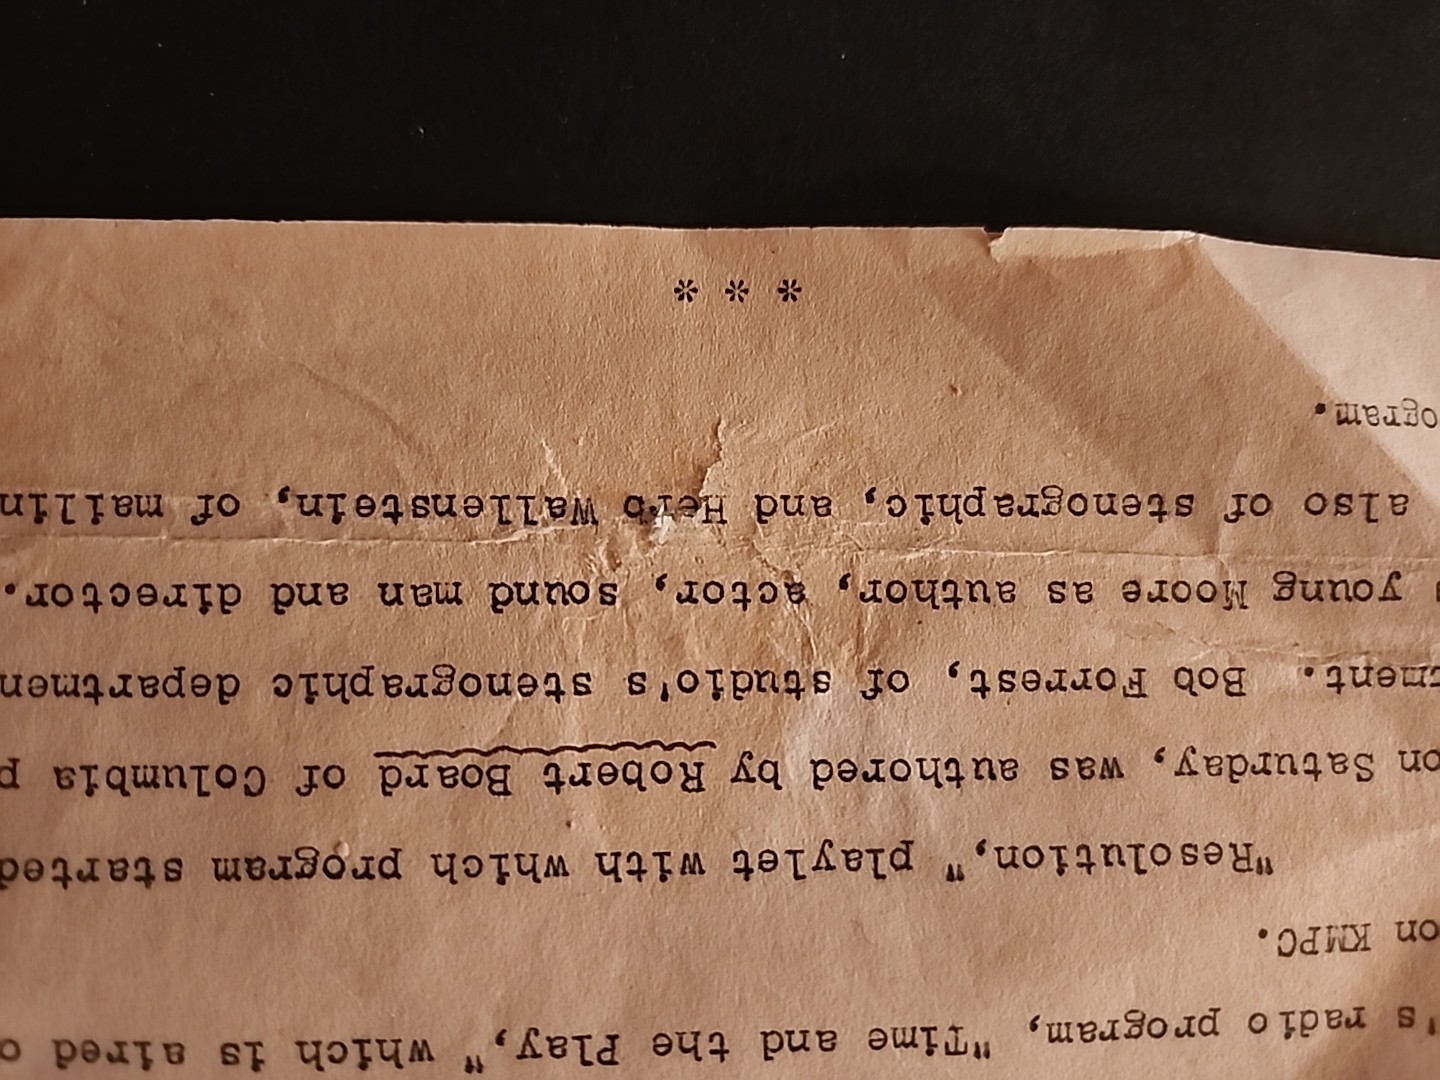 's radio program, "Time and the Play," which is aired o
on KMPC.
"Resolution," playlet with which program started
on Saturday, was authored by Robert Board of Columbia p
tment. Bob Forrest, of studio's stenographic departmen
young Moore as author, actor, sound man and director.
also of stenographic, and Herb Wallenstein, of mailin
ogram.
* * *